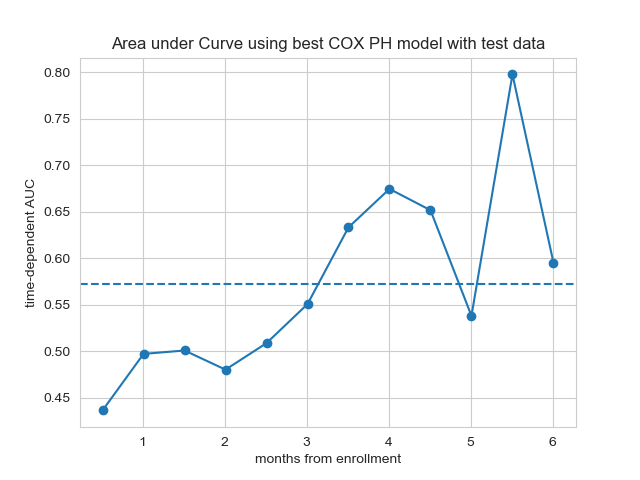 Area under Curve using best COX PH model with test data
0.80
0.75
0.70
0.65
0.60
0.55
0.50
0.45
time-dependent AUC
1 2 3 4 5 6
months from enrollment